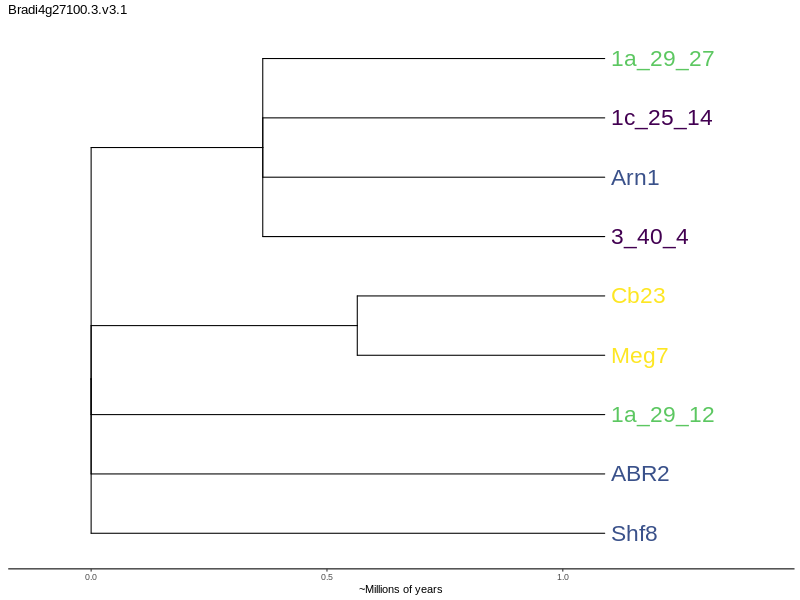 Bradi4g27100.3.v3.1
1a_29_27
1c_25_14
Arn1
3_40_4
Cb23
Meg7
1a_29_12
ABR2
Shf8
0.0 0.5 1.0
~Millions of years